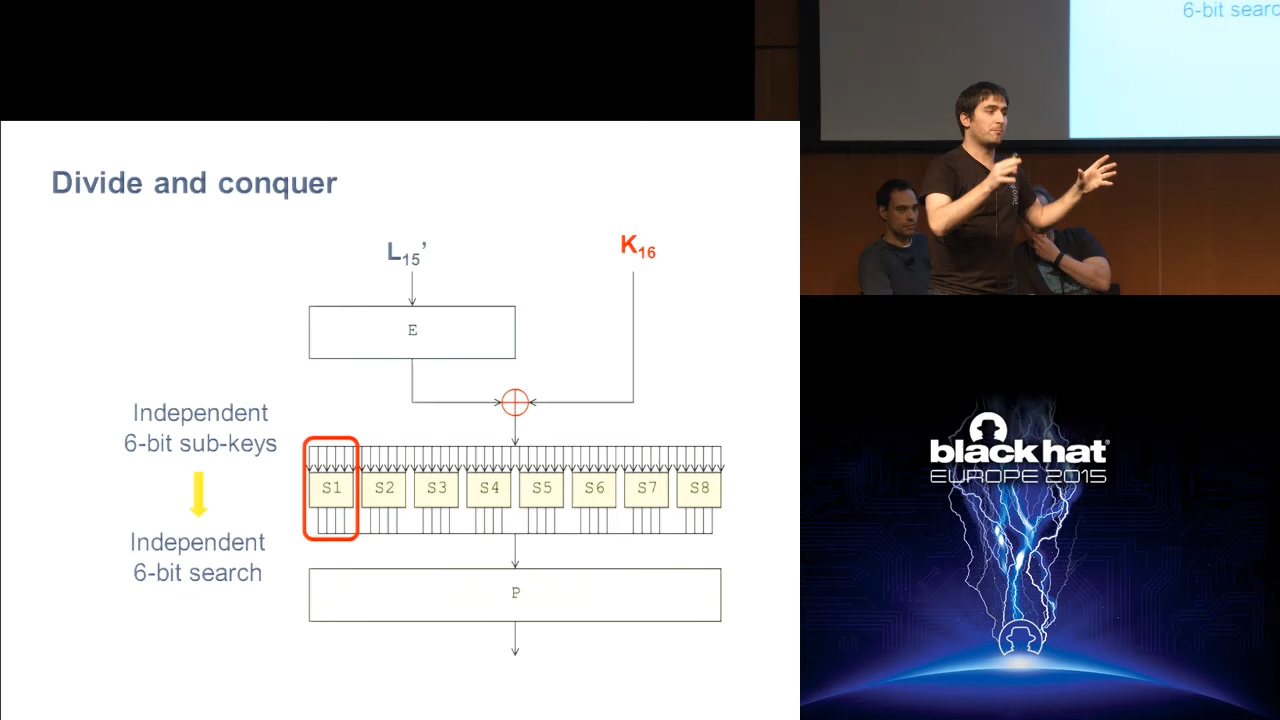 6-bit searc
Divide and conquer
L15’
K16
E
Independent
6-bit sub-keys
S1 S2 S3 S4 S5 S6 S7 S8
Independent
6-bit search
P
black hat®
EUROPE 2015